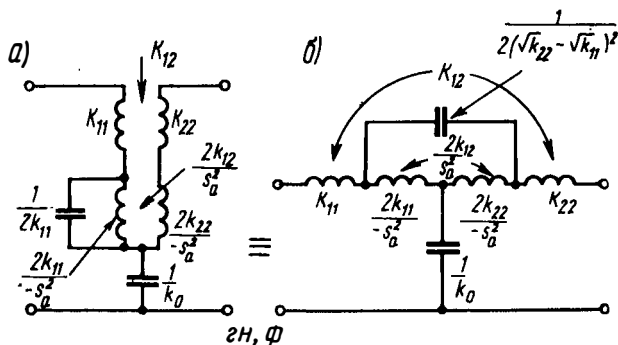 а)
K₁₂
K₁₁
K₂₂
2k₁₂
s²ₐ
1
2k₁₁
2k₂₂
-s²ₐ
2k₁₁
-s²ₐ
1
k₀
≡
б)
1
2(√k₂₂ - √k₁₁)²
K₁₂
2k₁₂
s²ₐ
K₁₁
2k₁₁
-s²ₐ
2k₂₂
-s²ₐ
K₂₂
1
k₀
гн, ф